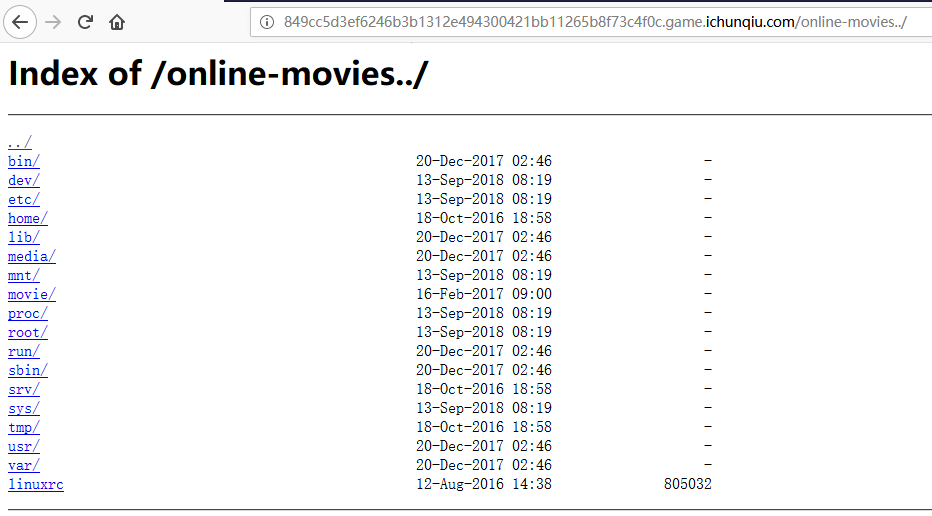 849cc5d3ef6246b3b1312e494300421bb11265b8f73c4f0c.game.ichunqiu.com/online-movies../
Index of /online-movies../
../
bin/ 20-Dec-2017 02:46 -
dev/ 13-Sep-2018 08:19 -
etc/ 13-Sep-2018 08:19 -
home/ 18-Oct-2016 18:58 -
lib/ 20-Dec-2017 02:46 -
media/ 20-Dec-2017 02:46 -
mnt/ 13-Sep-2018 08:19 -
movie/ 16-Feb-2017 09:00 -
proc/ 13-Sep-2018 08:19 -
root/ 13-Sep-2018 08:19 -
run/ 20-Dec-2017 02:46 -
sbin/ 20-Dec-2017 02:46 -
srv/ 18-Oct-2016 18:58 -
sys/ 13-Sep-2018 08:19 -
tmp/ 18-Oct-2016 18:58 -
usr/ 20-Dec-2017 02:46 -
var/ 20-Dec-2017 02:46 -
linuxrc 12-Aug-2016 14:38 805032